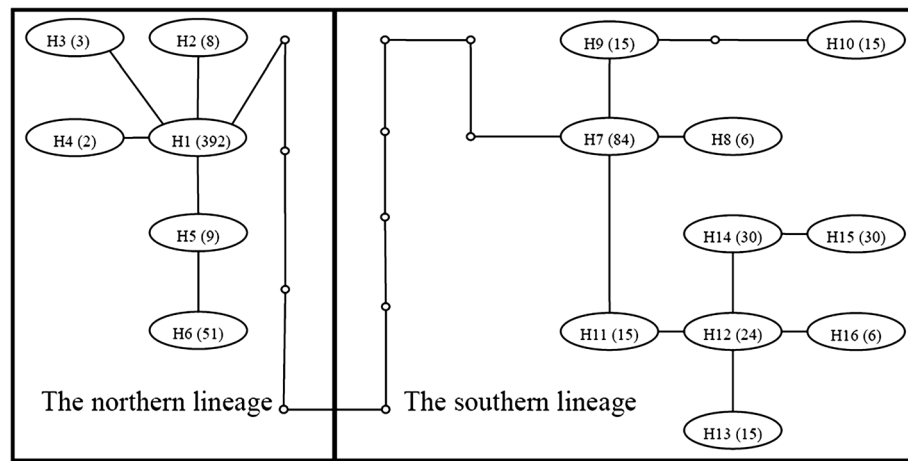 H3 (3)
H2 (8)
H4 (2)
H1 (392)
H5 (9)
H6 (51)
The northern lineage
H9 (15)
H10 (15)
H7 (84)
H8 (6)
H14 (30)
H15 (30)
H11 (15)
H12 (24)
H16 (6)
The southern lineage
H13 (15)